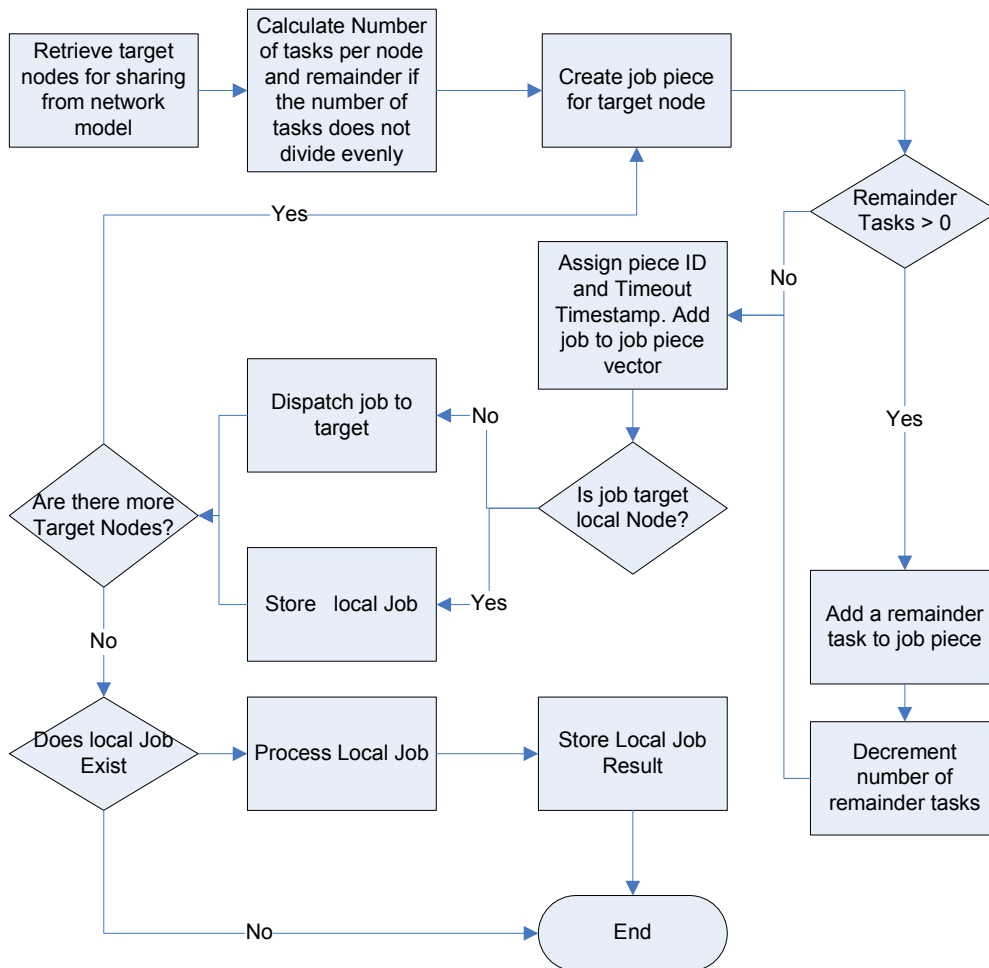 Retrieve target
nodes for sharing
from network
model
Calculate Number
of tasks per node
and remainder if
the number of
tasks does not
divide evenly
Create job piece
for target node
Remainder
Tasks > 0
Yes
No
Assign piece ID
and Timeout
Timestamp. Add
job to job piece
vector
Dispatch job to
target
No
Yes
Are there more
Target Nodes?
Is job target
local Node?
Store local Job
Yes
No
Add a remainder
task to job piece
Does local Job
Exist
Process Local Job
Store Local Job
Result
Decrement
number of
remainder tasks
No
End